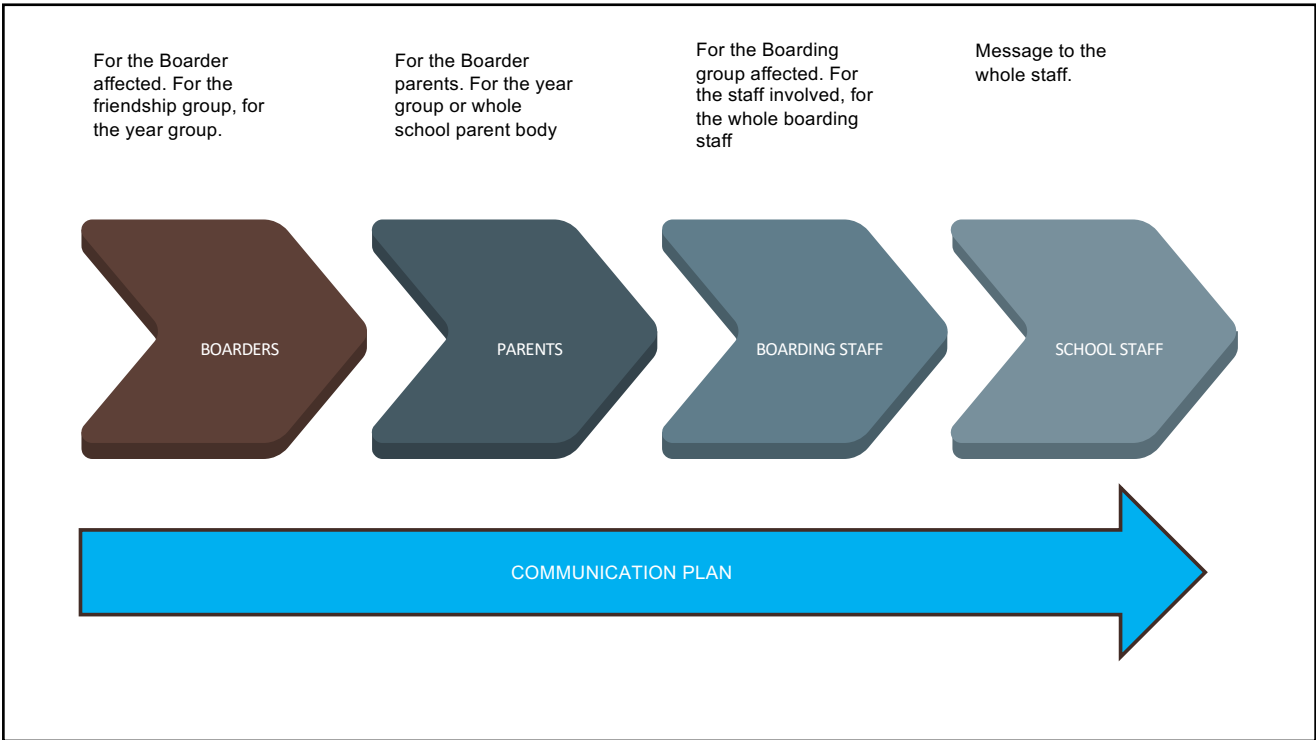 For the Boarder
affected. For the
friendship group, for
the year group.
For the Boarder
parents. For the year
group or whole
school parent body
For the Boarding
group affected. For
the staff involved, for
the whole boarding
staff
Message to the
whole staff.
BOARDERS
PARENTS
BOARDING STAFF
SCHOOL STAFF
COMMUNICATION PLAN